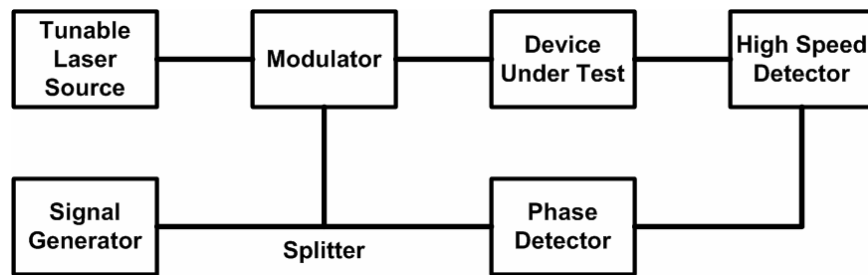 Tunable
Laser
Source
Modulator
Device
Under Test
High Speed
Detector
Signal
Generator
Splitter
Phase
Detector